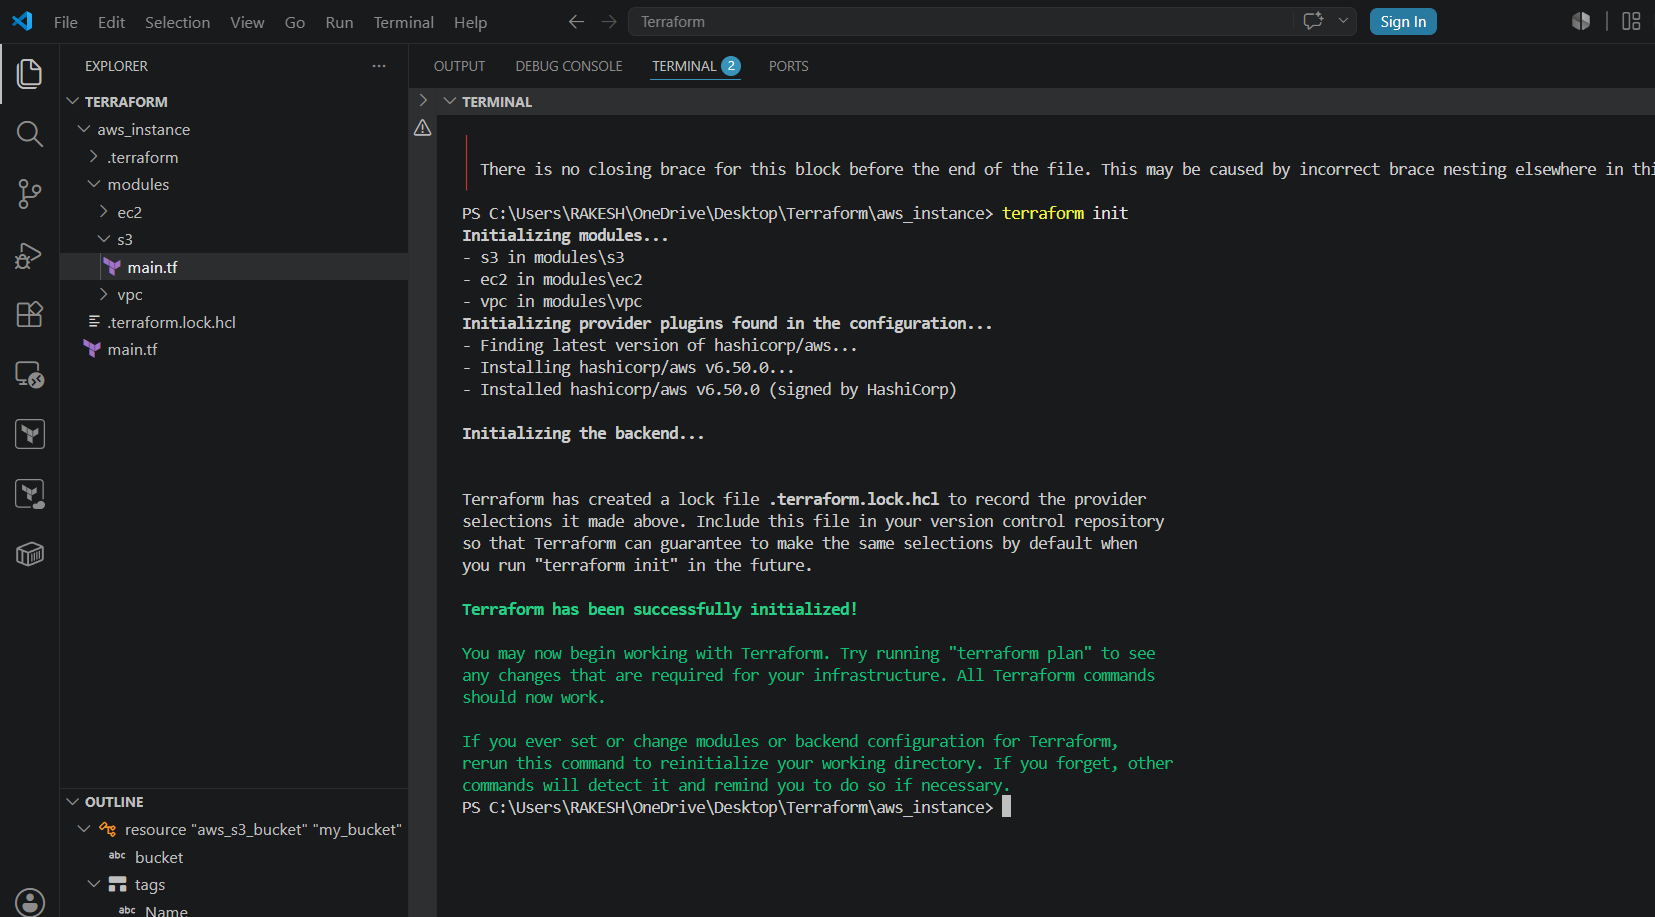 File Edit Selection View Go Run Terminal Help
Terraform
Sign In
EXPLORER
TERRAFORM
aws_instance
.terraform
modules
ec2
s3
main.tf
vpc
.terraform.lock.hcl
main.tf
OUTLINE
resource "aws_s3_bucket" "my_bucket"
abc bucket
tags
abc Name
OUTPUT DEBUG CONSOLE TERMINAL 2 PORTS
TERMINAL
There is no closing brace for this block before the end of the file. This may be caused by incorrect brace nesting elsewhere in thi
PS C:\Users\RAKESH\OneDrive\Desktop\Terraform\aws_instance> terraform init
Initializing modules...
- s3 in modules\s3
- ec2 in modules\ec2
- vpc in modules\vpc
Initializing provider plugins found in the configuration...
- Finding latest version of hashicorp/aws...
- Installing hashicorp/aws v6.50.0...
- Installed hashicorp/aws v6.50.0 (signed by HashiCorp)
Initializing the backend...
Terraform has created a lock file .terraform.lock.hcl to record the provider
selections it made above. Include this file in your version control repository
so that Terraform can guarantee to make the same selections by default when
you run "terraform init" in the future.
Terraform has been successfully initialized!
You may now begin working with Terraform. Try running "terraform plan" to see
any changes that are required for your infrastructure. All Terraform commands
should now work.
If you ever set or change modules or backend configuration for Terraform,
rerun this command to reinitialize your working directory. If you forget, other
commands will detect it and remind you to do so if necessary.
PS C:\Users\RAKESH\OneDrive\Desktop\Terraform\aws_instance>